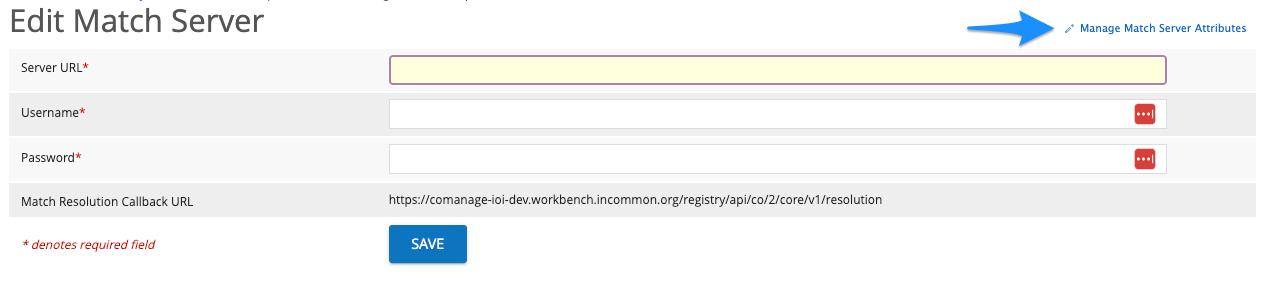 Edit Match Server
Manage Match Server Attributes
Server URL*
Username*
Password*
Match Resolution Callback URL
https://comanage-ioi-dev.workbench.incommon.org/registry/api/co/2/core/v1/resolution
* denotes required field
SAVE